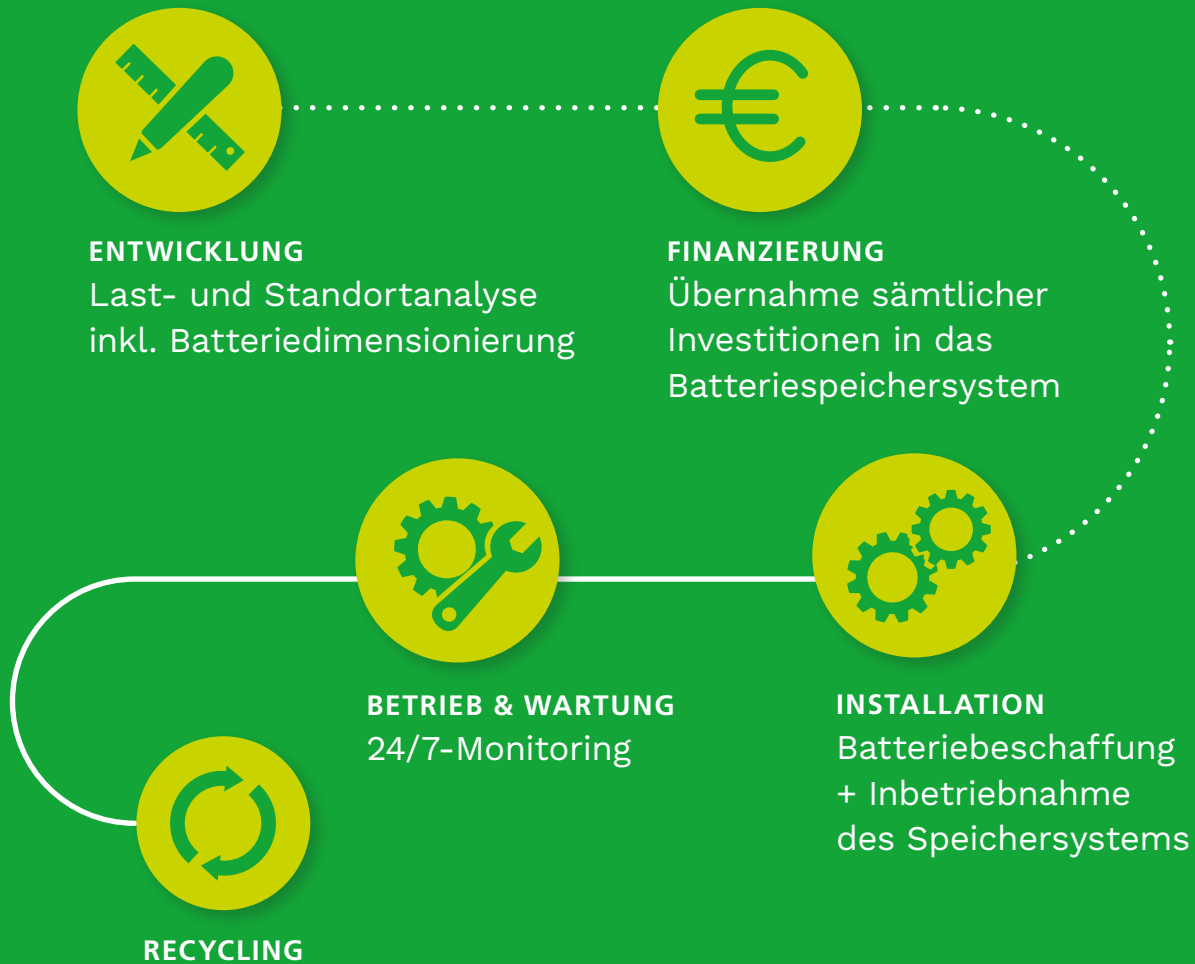 ENTWICKLUNG
Last- und Standortanalyse
inkl. Batteriedimensionierung
FINANZIERUNG
Übernahme sämtlicher
Investitionen in das
Batteriespeichersystem
INSTALLATION
Batteriebeschaffung
+ Inbetriebnahme
des Speichersystems
BETRIEB & WARTUNG
24/7-Monitoring
RECYCLING